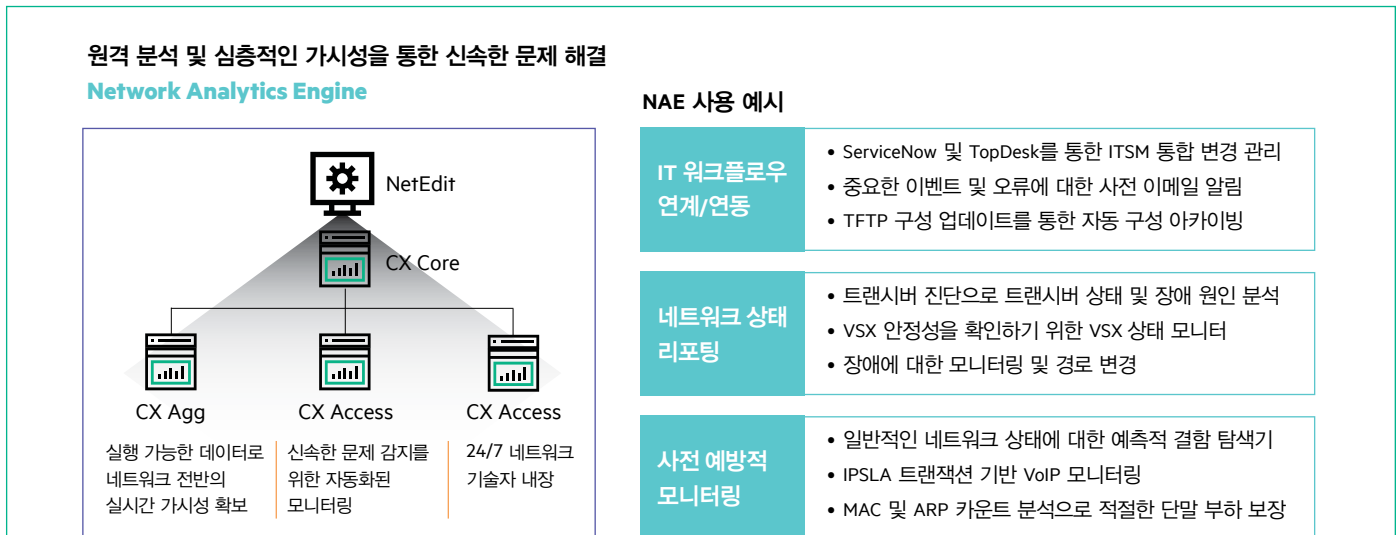 원격 분석 및 심층적인 가시성을 통한 신속한 문제 해결
Network Analytics Engine
NetEdit
CX Core
CX Agg
CX Access
CX Access
실행 가능한 데이터로
네트워크 전반의
실시간 가시성 확보
신속한 문제 감지를
위한 자동화된
모니터링
24/7 네트워크
기술자 내장
NAE 사용 예시
IT 워크플로우
연계/연동
• ServiceNow 및 TopDesk를 통한 ITSM 통합 변경 관리
• 중요한 이벤트 및 오류에 대한 사전 이메일 알림
• TFTP 구성 업데이트를 통한 자동 구성 아카이빙
네트워크 상태
리포팅
• 트랜시버 진단으로 트랜시버 상태 및 장애 원인 분석
• VSX 안정성을 확인하기 위한 VSX 상태 모니터
• 장애에 대한 모니터링 및 경로 변경
사전 예방적
모니터링
• 일반적인 네트워크 상태에 대한 예측적 결함 탐색기
• IPSLA 트랜잭션 기반 VoIP 모니터링
• MAC 및 ARP 카운트 분석으로 적절한 단말 부하 보장